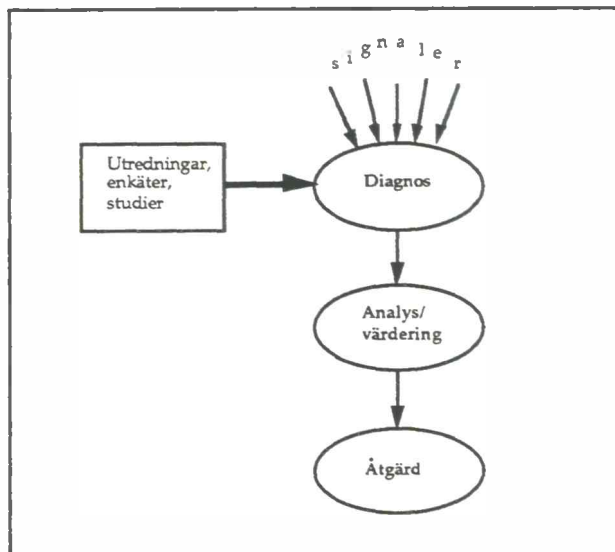 signaler
Utredningar,
enkäter,
studier
Diagnos
Analys/
värdering
Åtgärd